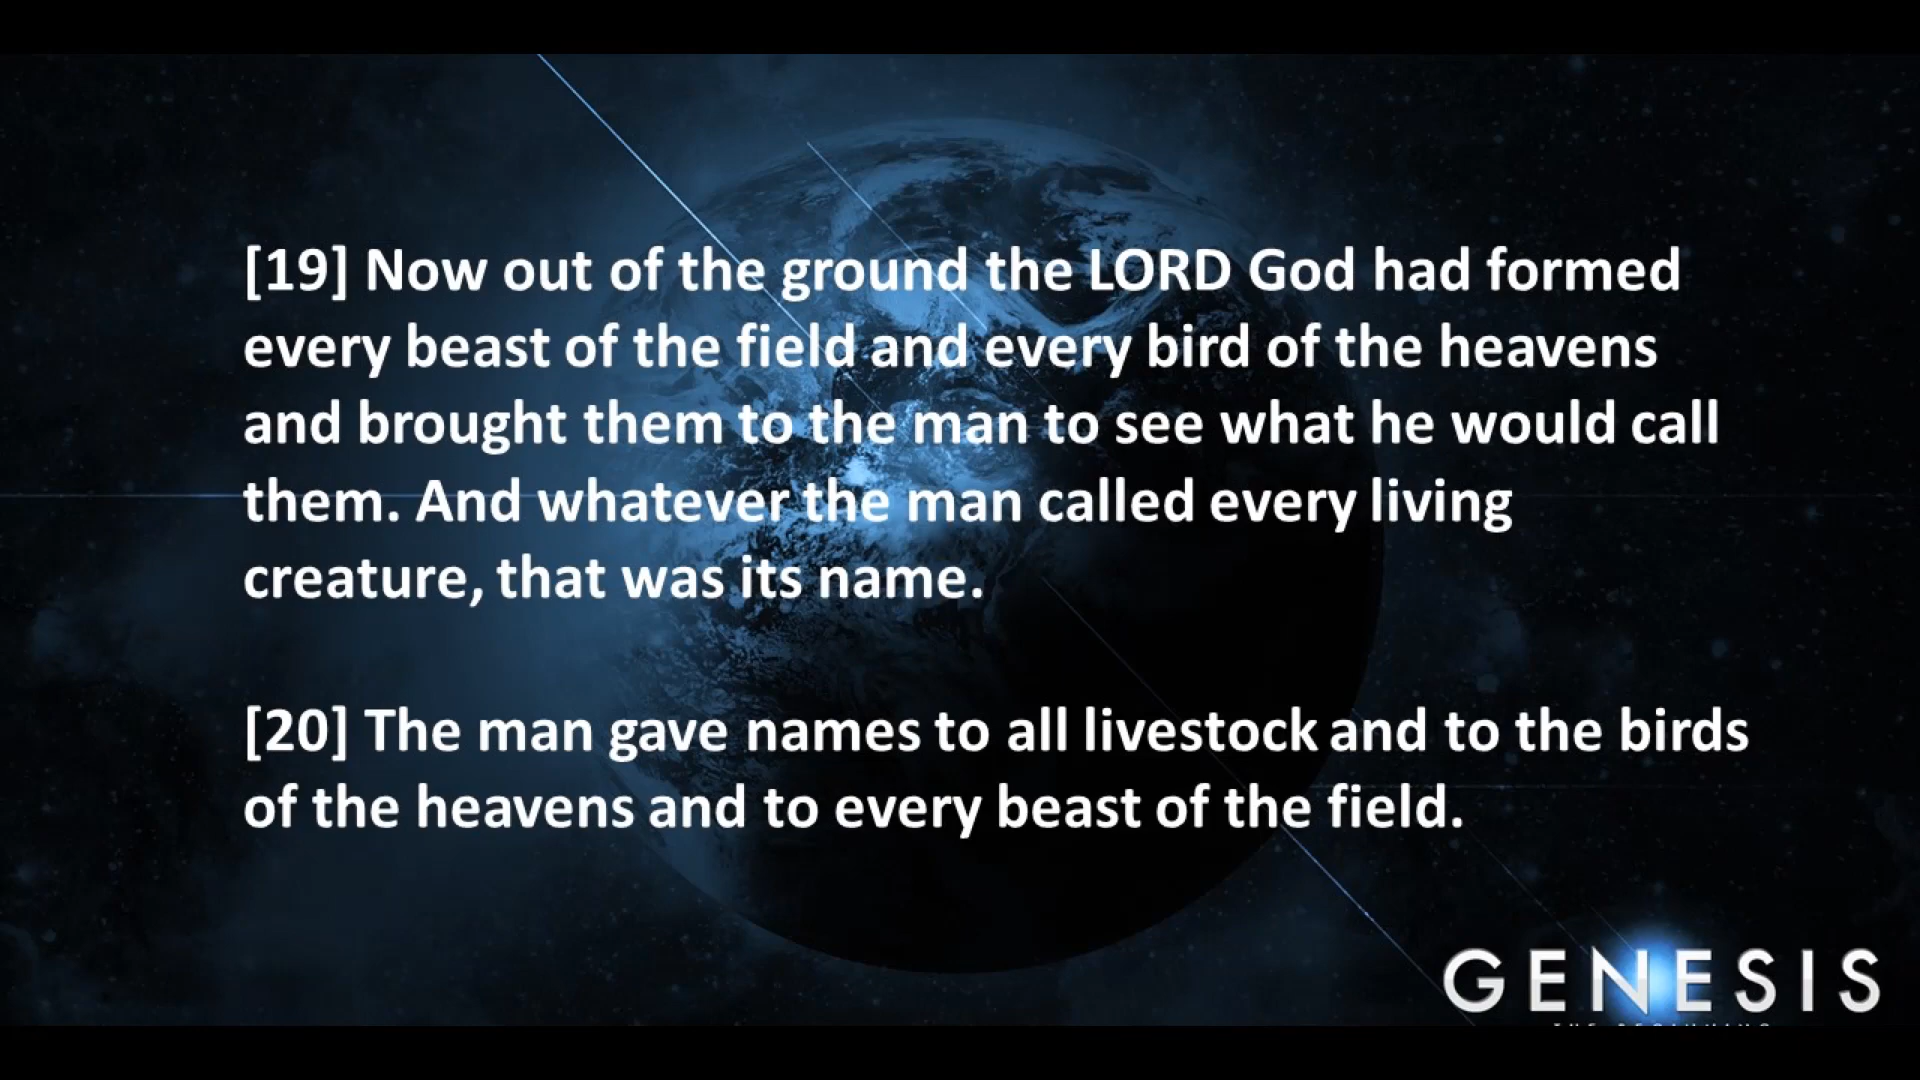 [19] Now out of the ground the LORD God had formed
every beast of the field and every bird of the heavens
and brought them to the man to see what he would call
them. And whatever the man called every living
creature, that was its name.
[20] The man gave names to all livestock and to the birds
of the heavens and to every beast of the field.
GENESIS